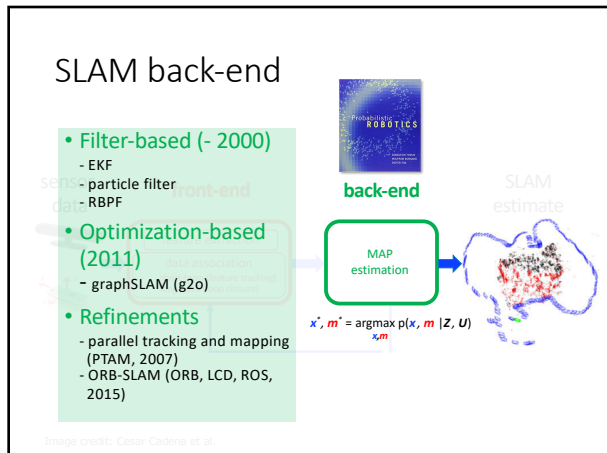 SLAM back-end
• Filter-based (- 2000)
- EKF
- particle filter
- RBPF
• Optimization-based
(2011)
- graphSLAM (g2o)
• Refinements
- parallel tracking and mapping
(PTAM, 2007)
- ORB-SLAM (ORB, LCD, ROS,
2015)
sensor
data
front-end
data association
Probabilistic
ROBOTICS
back-end
MAP
estimation
x*, m* = argmax p(x, m |Z, U)
x,m
SLAM
estimate
Image credit: Cesar Cadena et al.